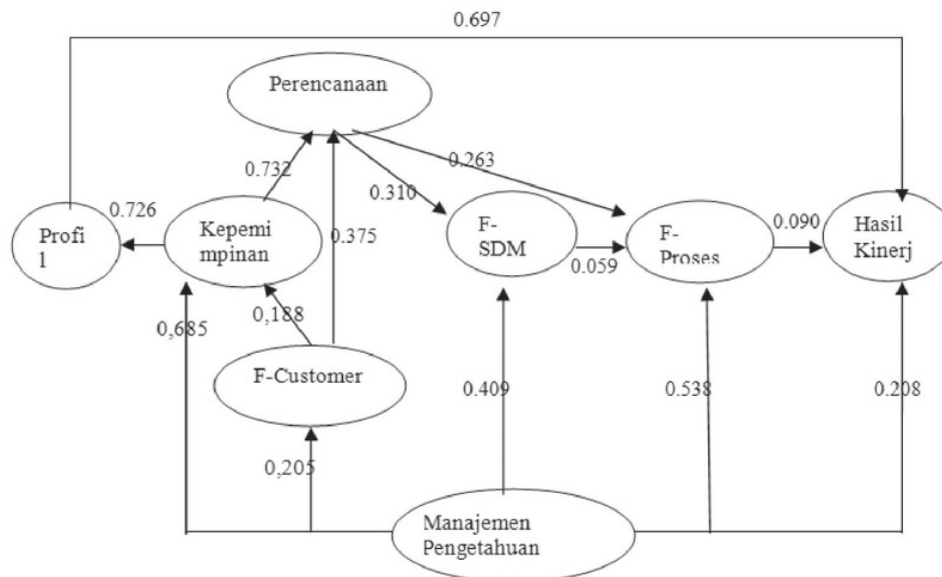 0.697
Perencanaan
0.732
0.310
0.263
0.726
Profi
l
Kepemi
impinan
0.375
F-
SDM
0.059
F-
Proses
0.090
Hasil
Kinerj
0,685
0,188
F-Customer
0.409
0.538
0.208
0,205
Manajemen
Pengetahuan